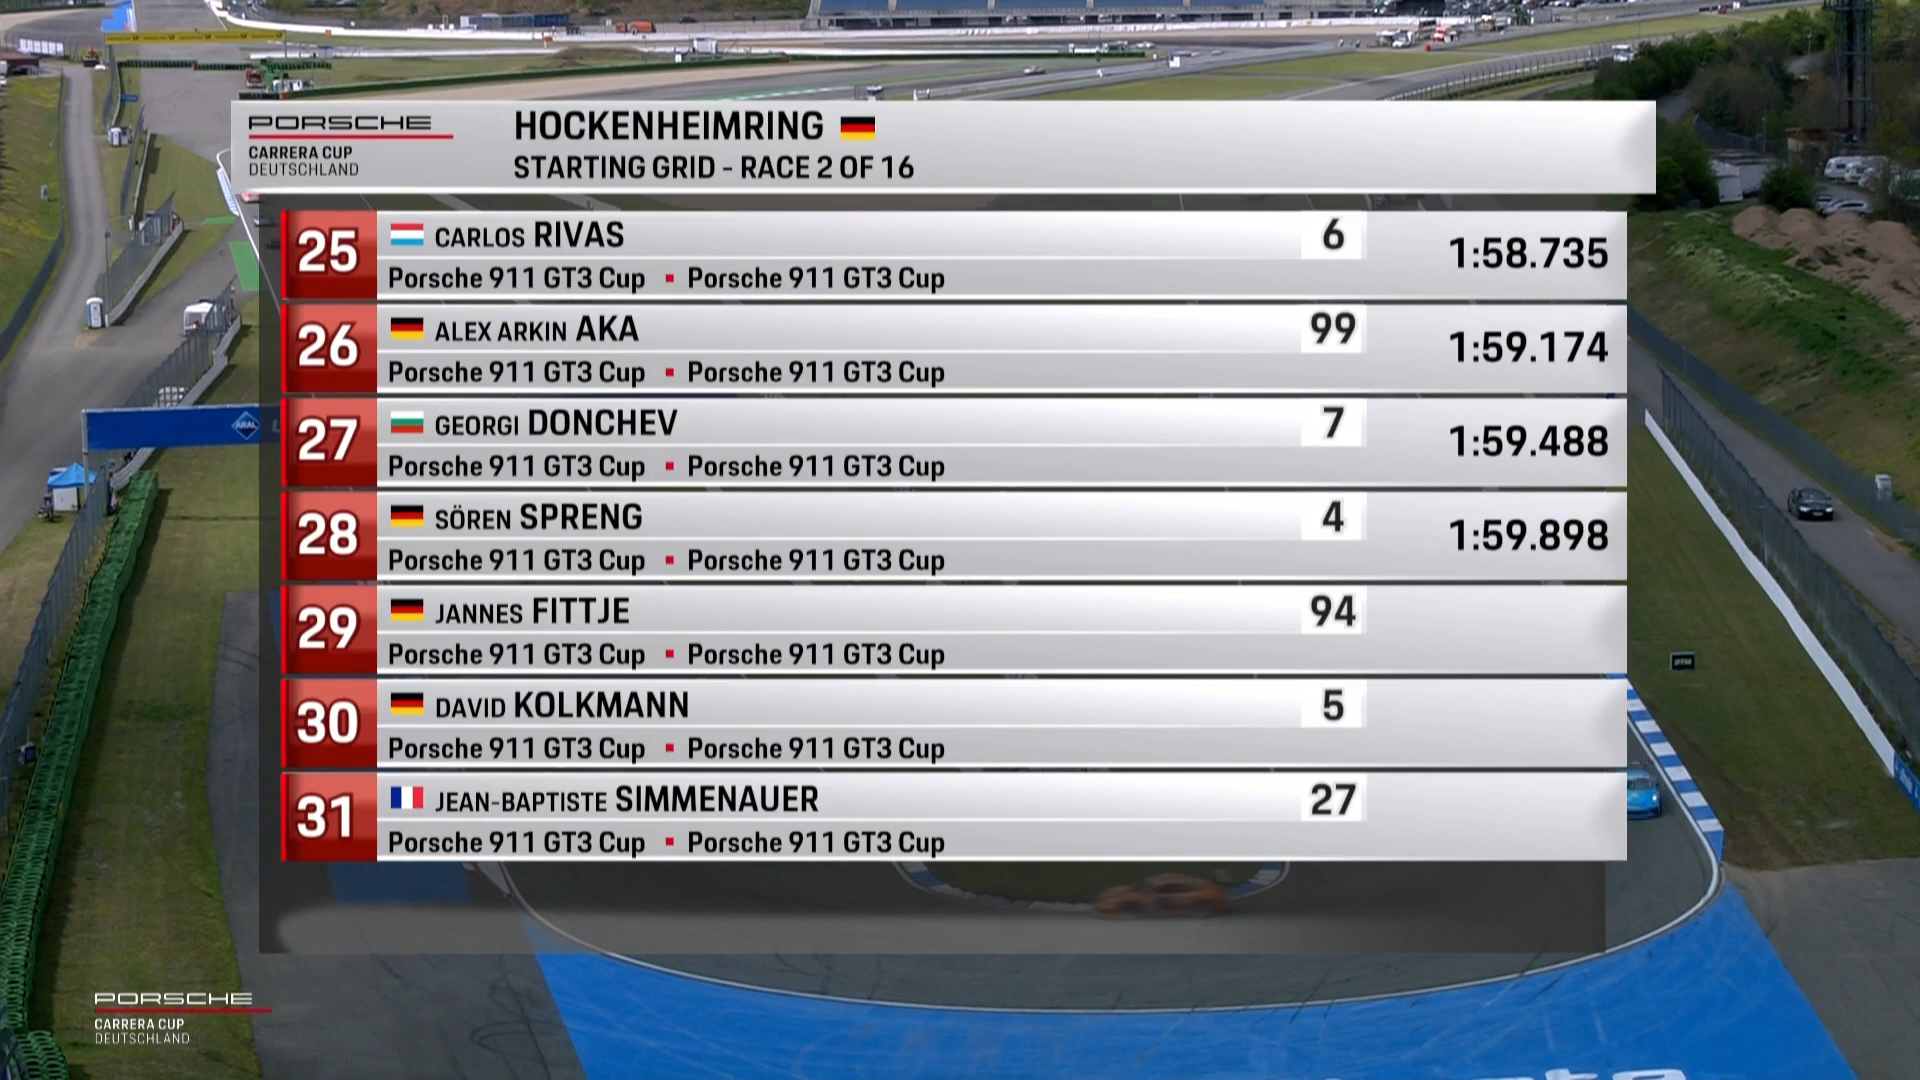 PORSCHE
CARRERA CUP
DEUTSCHLAND
HOCKENHEIMRING
STARTING GRID - RACE 2 OF 16
25 CARLOS RIVAS 6 1:58.735
Porsche 911 GT3 Cup ▪ Porsche 911 GT3 Cup
26 ALEX ARKIN AKA 99 1:59.174
Porsche 911 GT3 Cup ▪ Porsche 911 GT3 Cup
27 GEORGI DONCHEV 7 1:59.488
Porsche 911 GT3 Cup ▪ Porsche 911 GT3 Cup
28 SÖREN SPRENG 4 1:59.898
Porsche 911 GT3 Cup ▪ Porsche 911 GT3 Cup
29 JANNES FITTJE 94
Porsche 911 GT3 Cup ▪ Porsche 911 GT3 Cup
30 DAVID KOLKMANN 5
Porsche 911 GT3 Cup ▪ Porsche 911 GT3 Cup
31 JEAN-BAPTISTE SIMMENAUER 27
Porsche 911 GT3 Cup ▪ Porsche 911 GT3 Cup
ARAL
DTM
PORSCHE
CARRERA CUP
DEUTSCHLAND